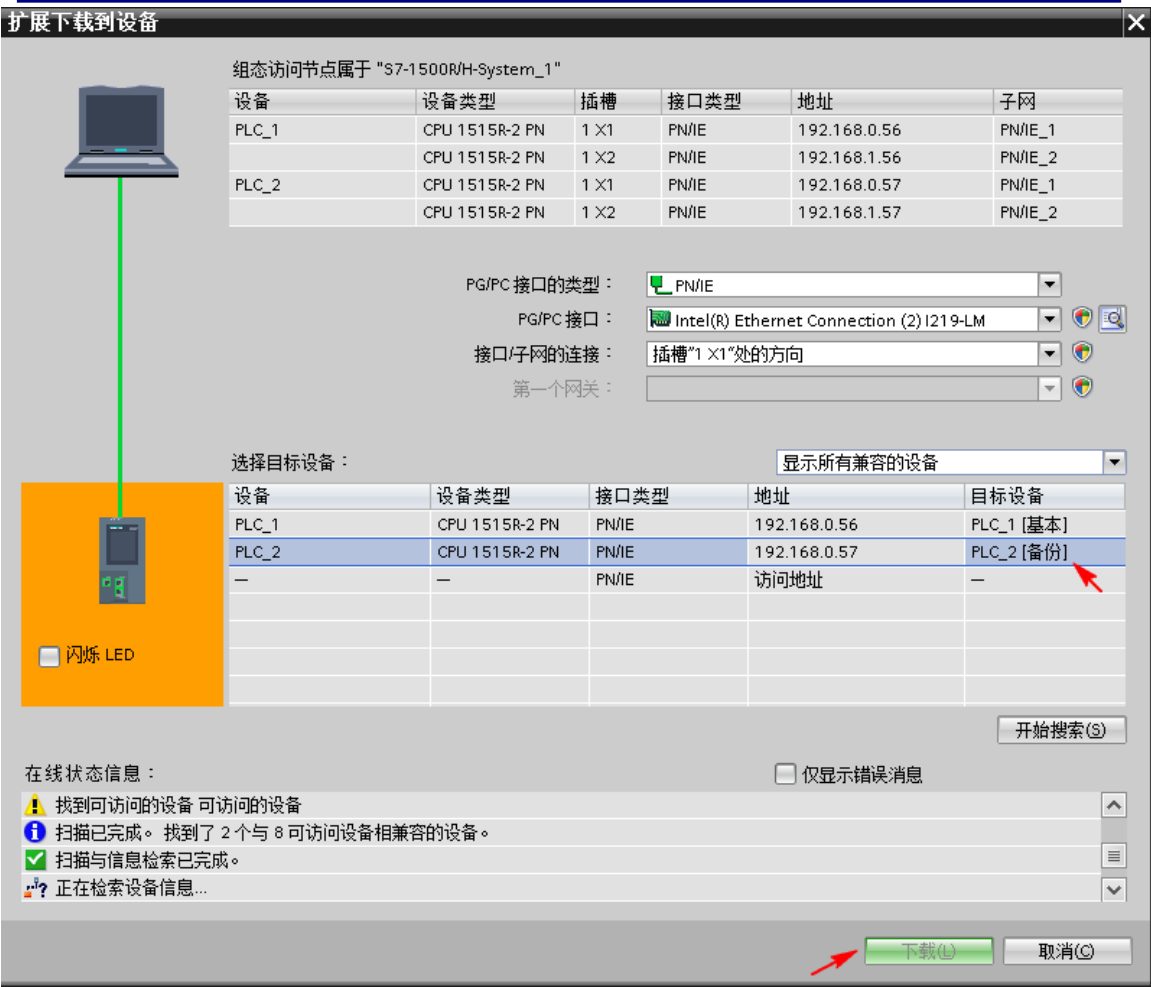 扩展下载到设备
组态访问节点属于 "S7-1500R/H-System_1"
设备 设备类型 插槽 接口类型 地址 子网
PLC_1 CPU 1515R-2 PN 1 X1 PN/IE 192.168.0.56 PN/IE_1
CPU 1515R-2 PN 1 X2 PN/IE 192.168.1.56 PN/IE_2
PLC_2 CPU 1515R-2 PN 1 X1 PN/IE 192.168.0.57 PN/IE_1
CPU 1515R-2 PN 1 X2 PN/IE 192.168.1.57 PN/IE_2
PG/PC 接口的类型： PN/IE
PG/PC 接口： Intel(R) Ethernet Connection (2) I219-LM
接口/子网的连接： 插槽"1 X1"处的方向
第一个网关：
选择目标设备： 显示所有兼容的设备
设备 设备类型 接口类型 地址 目标设备
PLC_1 CPU 1515R-2 PN PN/IE 192.168.0.56 PLC_1 [基本]
PLC_2 CPU 1515R-2 PN PN/IE 192.168.0.57 PLC_2 [备份]
— — PN/IE 访问地址 —
闪烁 LED
开始搜索(S)
在线状态信息： 仅显示错误消息
找到可访问的设备 可访问的设备
扫描已完成。 找到了 2 个与 8 可访问设备相兼容的设备。
扫描与信息检索已完成。
正在检索设备信息...
下载(L) 取消(C)